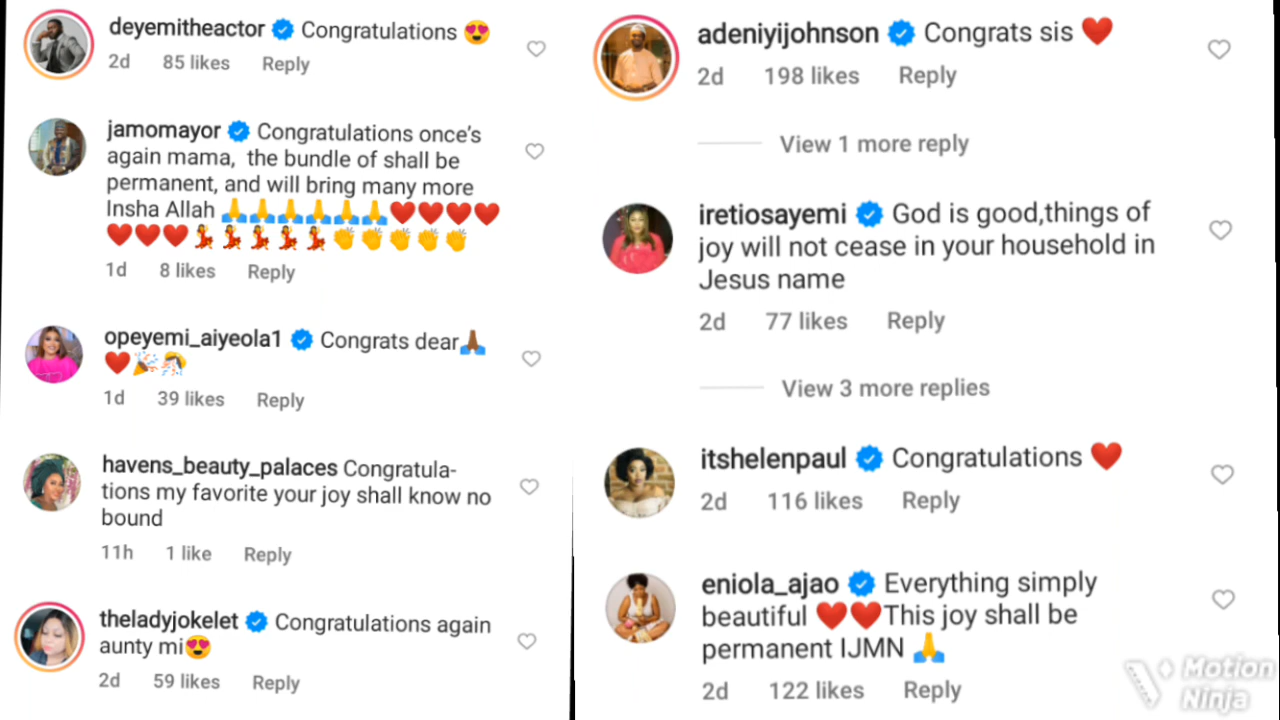 deyemitheactor Congratulations 😍
2d 85 likes Reply
jamomayor Congratulations once's
again mama, the bundle of shall be
permanent, and will bring many more
Insha Allah 🙏🙏🙏🙏🙏🙏❤️❤️❤️❤️
❤️❤️❤️💃💃💃💃💃👏👏👏👏👏
1d 8 likes Reply
opeyemi_aiyeola1 Congrats dear🙏🏾
❤️🎉🎊
1d 39 likes Reply
havens_beauty_palaces Congratula-
tions my favorite your joy shall know no
bound
11h 1 like Reply
theladyjokelet Congratulations again
aunty mi😍
2d 59 likes Reply
adeniyijohnson Congrats sis ❤️
2d 198 likes Reply
View 1 more reply
iretiosayemi God is good,things of
joy will not cease in your household in
Jesus name
2d 77 likes Reply
View 3 more replies
itshelenpaul Congratulations ❤️
2d 116 likes Reply
eniola_ajao Everything simply
beautiful ❤️❤️This joy shall be
permanent IJMN 🙏
2d 122 likes Reply
Motion
Ninja